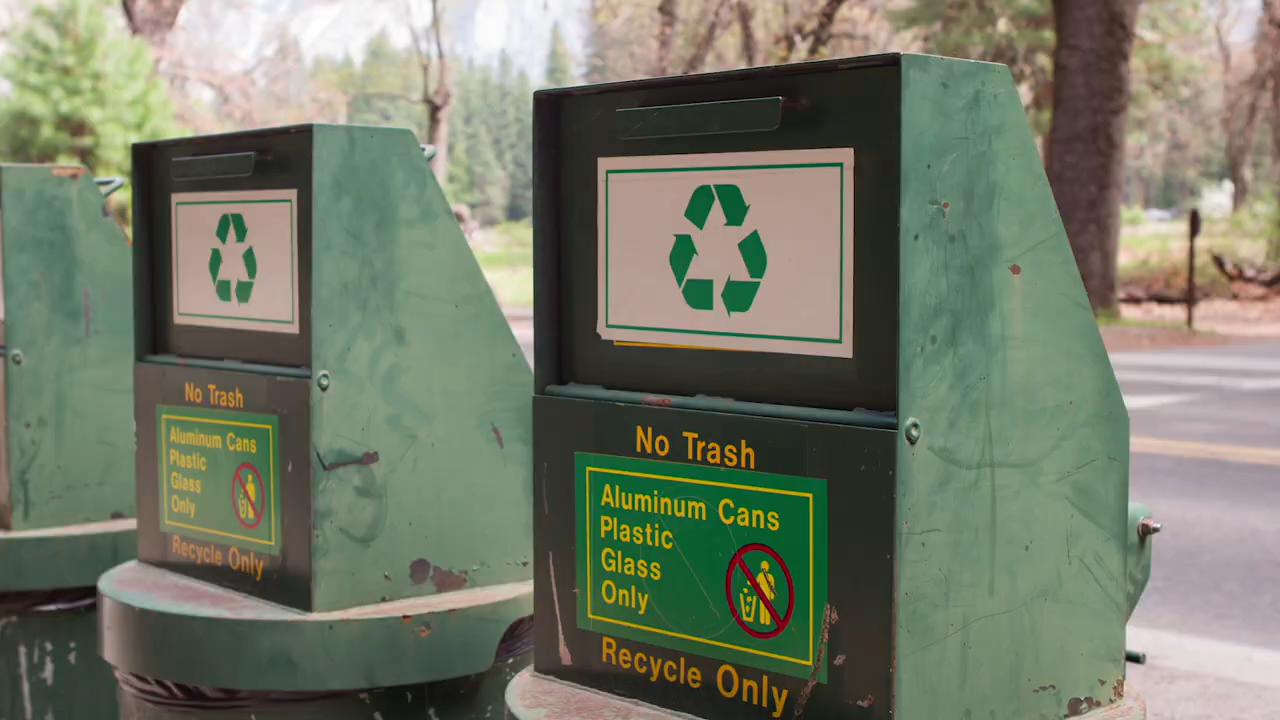 No Trash
Aluminum Cans
Plastic
Glass
Only
Recycle Only
No Trash
Aluminum Cans
Plastic
Glass
Only
Recycle Only